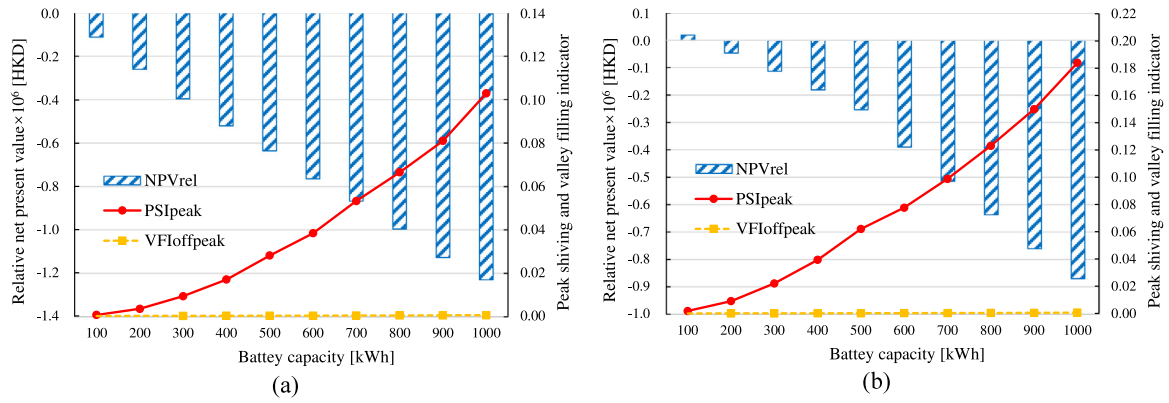 Relative net present value×10⁶ [HKD]
0.0
-0.2
-0.4
-0.6
-0.8
-1.0
-1.2
-1.4
NPVrel
PSIpeak
VFIoffpeak
100 200 300 400 500 600 700 800 900 1000
Battey capacity [kWh]
0.14
0.12
0.10
0.08
0.06
0.04
0.02
0.00
Peak shiving and valley filling indicator
(a)
Relative net present value×10⁶ [HKD]
0.1
0.0
-0.1
-0.2
-0.3
-0.4
-0.5
-0.6
-0.7
-0.8
-0.9
-1.0
NPVrel
PSIpeak
VFIoffpeak
100 200 300 400 500 600 700 800 900 1000
Battey capacity [kWh]
0.22
0.20
0.18
0.16
0.14
0.12
0.10
0.08
0.06
0.04
0.02
0.00
Peak shiving and valley filling indicator
(b)